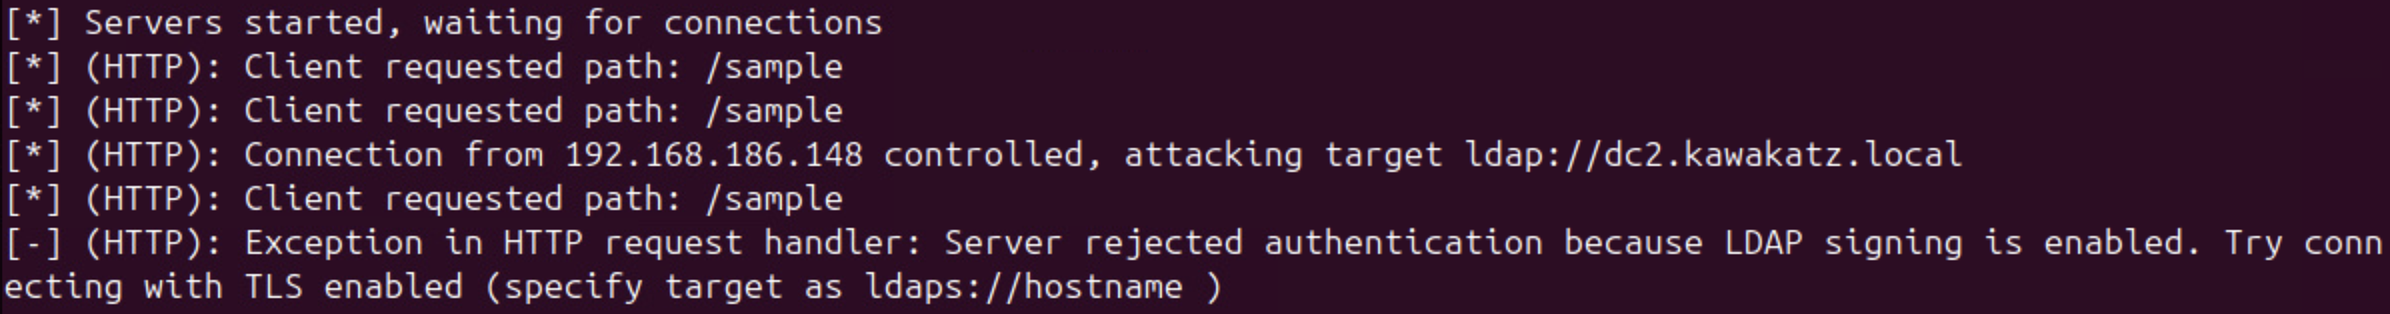 [*] Servers started, waiting for connections
[*] (HTTP): Client requested path: /sample
[*] (HTTP): Client requested path: /sample
[*] (HTTP): Connection from 192.168.186.148 controlled, attacking target ldap://dc2.kawakatz.local
[*] (HTTP): Client requested path: /sample
[-] (HTTP): Exception in HTTP request handler: Server rejected authentication because LDAP signing is enabled. Try conn
ecting with TLS enabled (specify target as ldaps://hostname )